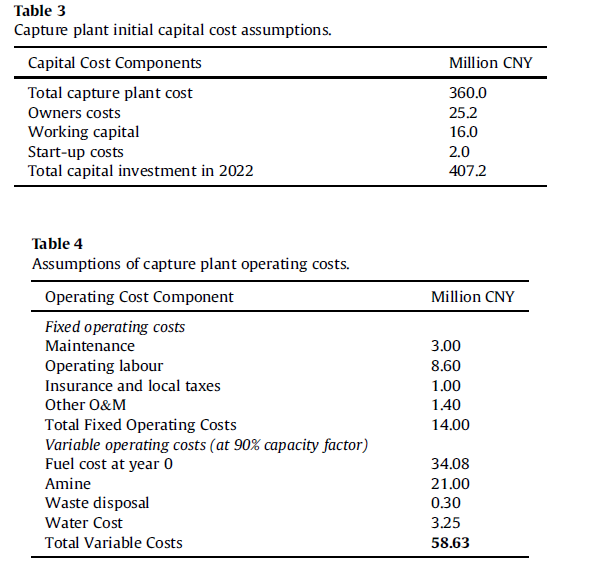 Table 3
Capture plant initial capital cost assumptions.
Capital Cost Components Million CNY
Total capture plant cost 360.0
Owners costs 25.2
Working capital 16.0
Start-up costs 2.0
Total capital investment in 2022 407.2
Table 4
Assumptions of capture plant operating costs.
Operating Cost Component Million CNY
Fixed operating costs
Maintenance 3.00
Operating labour 8.60
Insurance and local taxes 1.00
Other O&M 1.40
Total Fixed Operating Costs 14.00
Variable operating costs (at 90% capacity factor)
Fuel cost at year 0 34.08
Amine 21.00
Waste disposal 0.30
Water Cost 3.25
Total Variable Costs 58.63